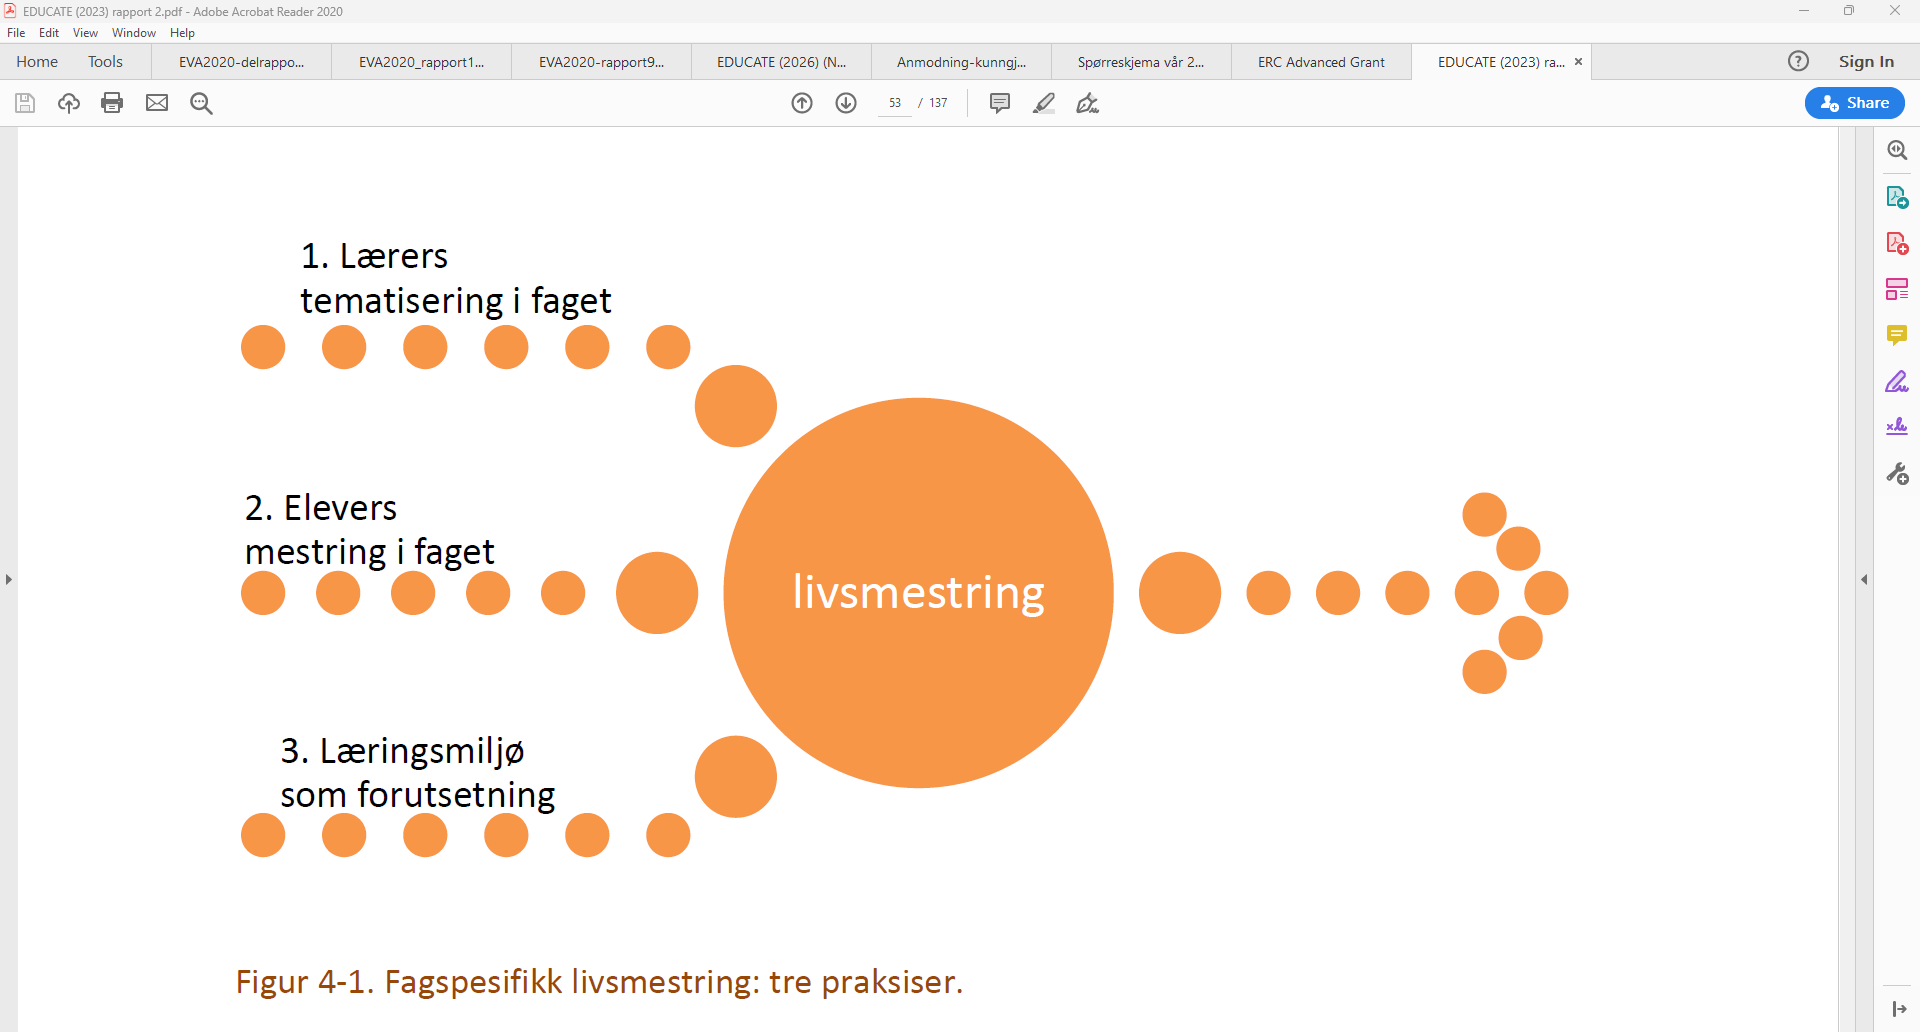 EDUCATE (2023) rapport 2.pdf - Adobe Acrobat Reader 2020
File Edit View Window Help
Home Tools EVA2020-delrappo... EVA2020_rapport1... EVA2020-rapport9... EDUCATE (2026) (N... Anmodning-kunngj... Spørreskjema vår 2... ERC Advanced Grant EDUCATE (2023) ra... Sign In
53 / 137 Share
1. Lærers
tematisering i faget
2. Elevers
mestring i faget
livsmestring
3. Læringsmiljø
som forutsetning
Figur 4-1. Fagspesifikk livsmestring: tre praksiser.